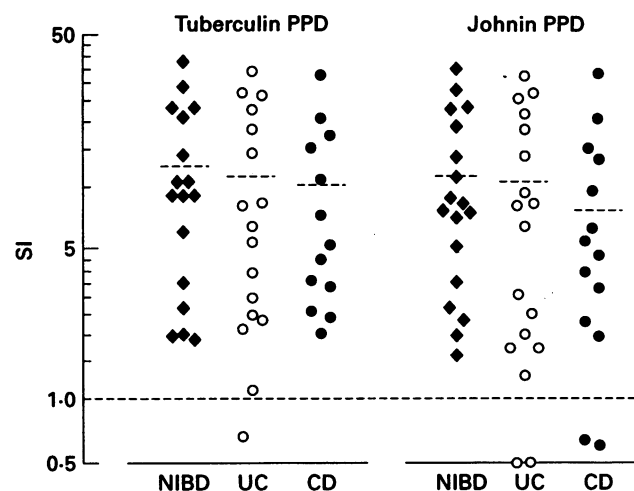 Tuberculin PPD
Johnin PPD
50
5
1·0
0·5
SI
NIBD UC CD
NIBD UC CD